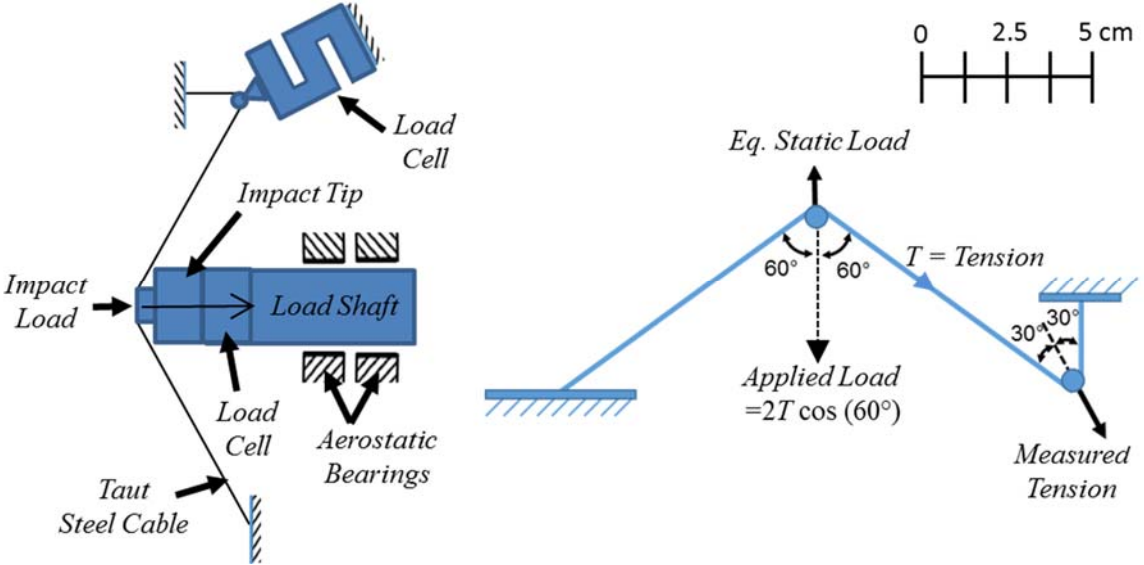 Load
Cell
Impact Tip
Impact
Load
Load Shaft
Load
Cell
Aerostatic
Bearings
Taut
Steel Cable
0 2.5 5 cm
Eq. Static Load
60° 60°
T = Tension
30° 30°
Applied Load
=2T cos (60°)
Measured
Tension